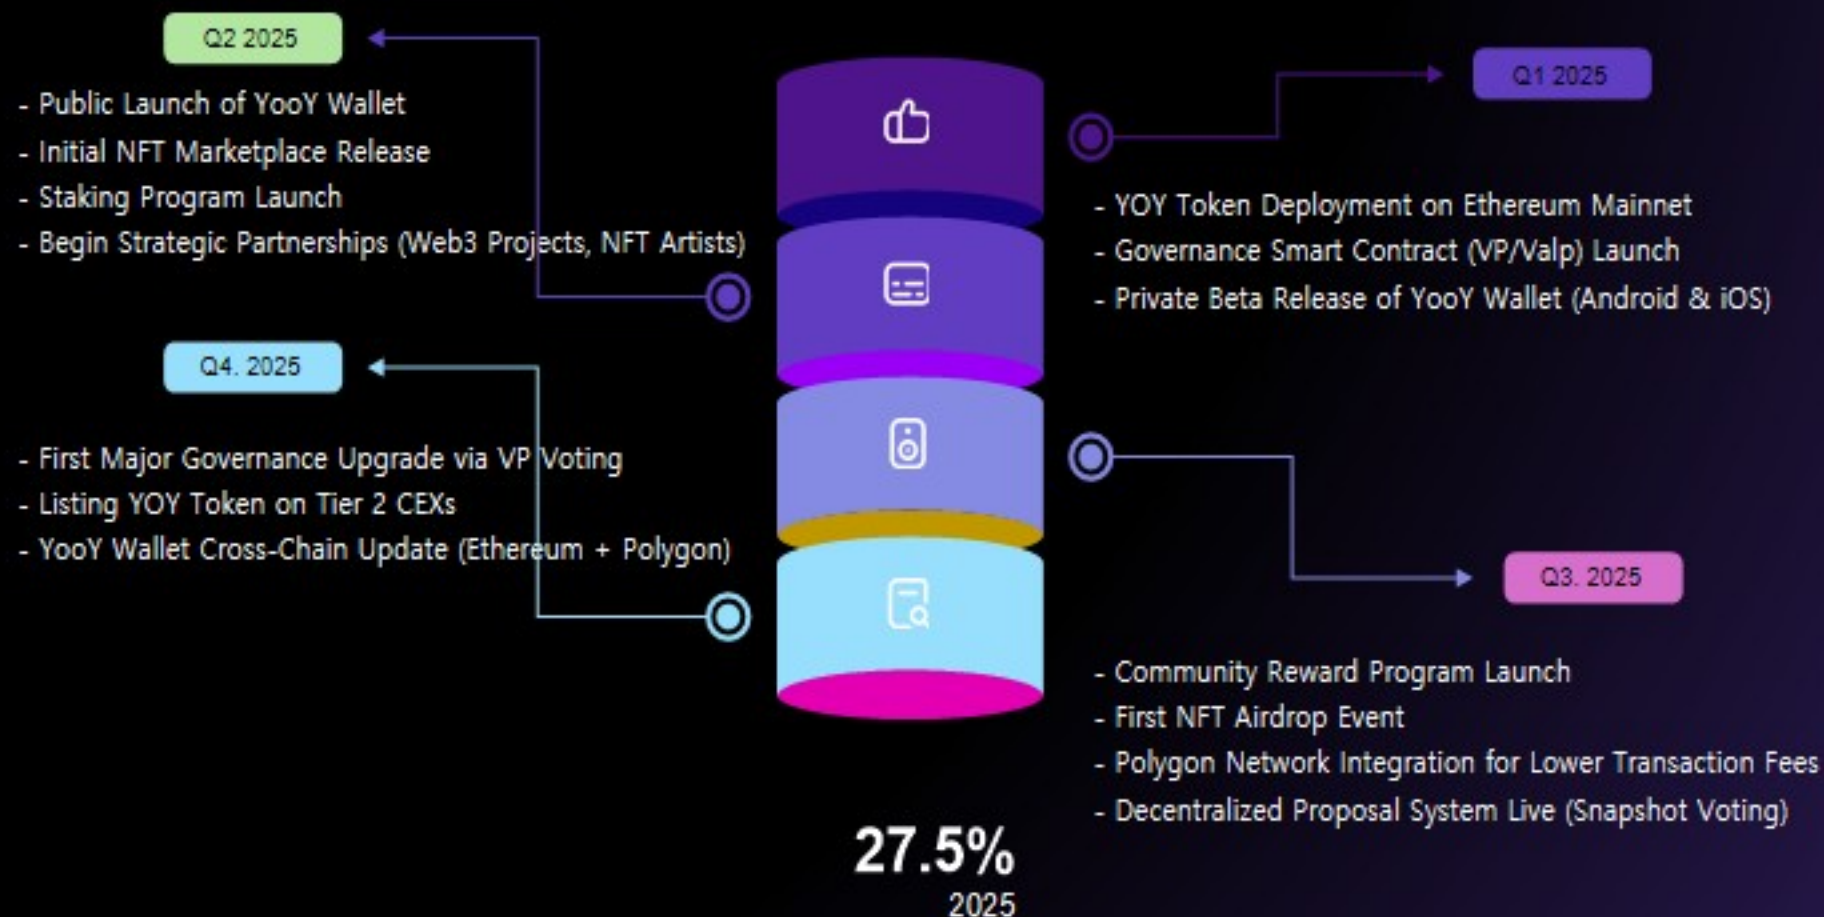 Q2 2025
- Public Launch of YooY Wallet
- Initial NFT Marketplace Release
- Staking Program Launch
- Begin Strategic Partnerships (Web3 Projects, NFT Artists)
Q1 2025
- YOY Token Deployment on Ethereum Mainnet
- Governance Smart Contract (VP/Valp) Launch
- Private Beta Release of YooY Wallet (Android & iOS)
Q4. 2025
- First Major Governance Upgrade via VP Voting
- Listing YOY Token on Tier 2 CEXs
- YooY Wallet Cross-Chain Update (Ethereum + Polygon)
Q3. 2025
- Community Reward Program Launch
- First NFT Airdrop Event
- Polygon Network Integration for Lower Transaction Fees
- Decentralized Proposal System Live (Snapshot Voting)
27.5%
2025